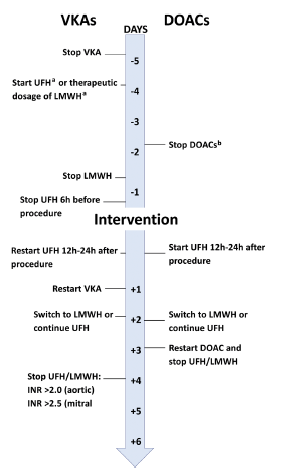 VKAs
DAYS
DOACs
Stop VKA
-5
Start UFHᵃ or therapeutic
dosage of LMWHᵃ
-4
-3
Stop DOACsᵇ
-2
Stop LMWH
-1
Stop UFH 6h before
procedure
Intervention
Restart UFH 12h-24h after
procedure
Start UFH 12h-24h after
procedure
Restart VKA
+1
Switch to LMWH or
continue UFH
+2
Switch to LMWH or
continue UFH
+3
Restart DOAC and
stop UFH/LMWH
Stop UFH/LMWH:
INR >2.0 (aortic)
INR >2.5 (mitral
+4
+5
+6